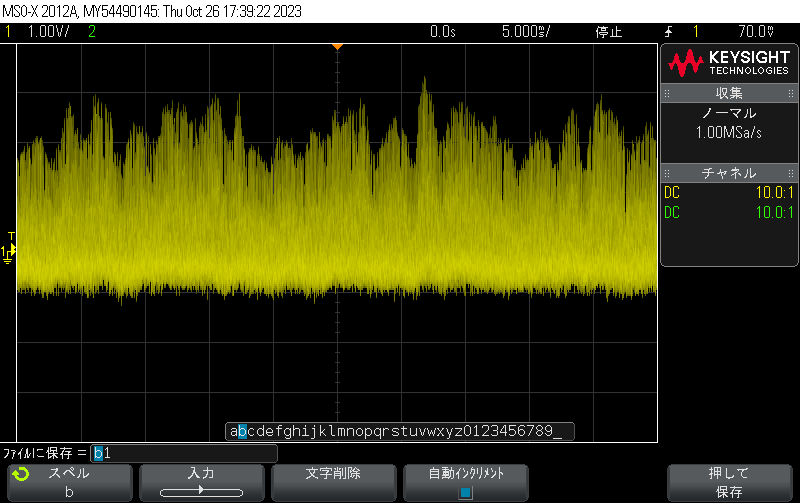 MSO-X 2012A, MY54490145: Thu Oct 26 17:39:22 2023
1 1.00V/ 2 0.0s 5.000s/ 停止 1 70.0V
KEYSIGHT
TECHNOLOGIES
収集
ノーマル
1.00MSa/s
チャネル
DC 10.0:1
DC 10.0:1
T
1
abcdefghijklmnopqrstuvwxyz0123456789_
ファイルに保存 = b1
スペル
b
入力
文字削除
自動インクリメント
押して
保存